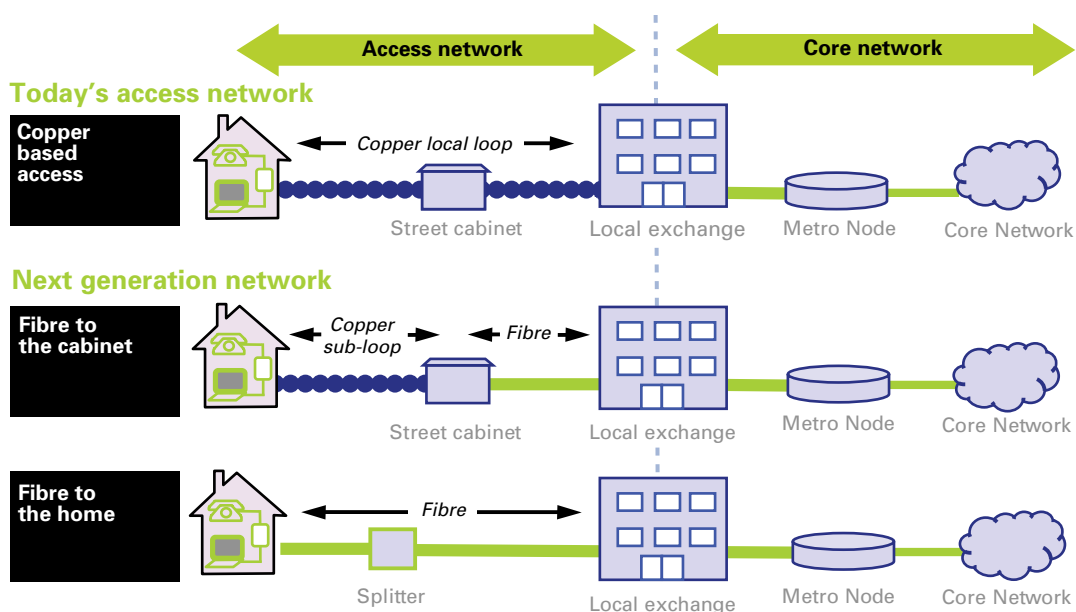 Access network
Core network
Today's access network
Copper
based
access
Copper local loop
Street cabinet
Local exchange
Metro Node
Core Network
Next generation network
Fibre to
the cabinet
Copper
sub-loop
Fibre
Street cabinet
Local exchange
Metro Node
Core Network
Fibre to
the home
Fibre
Splitter
Local exchange
Metro Node
Core Network